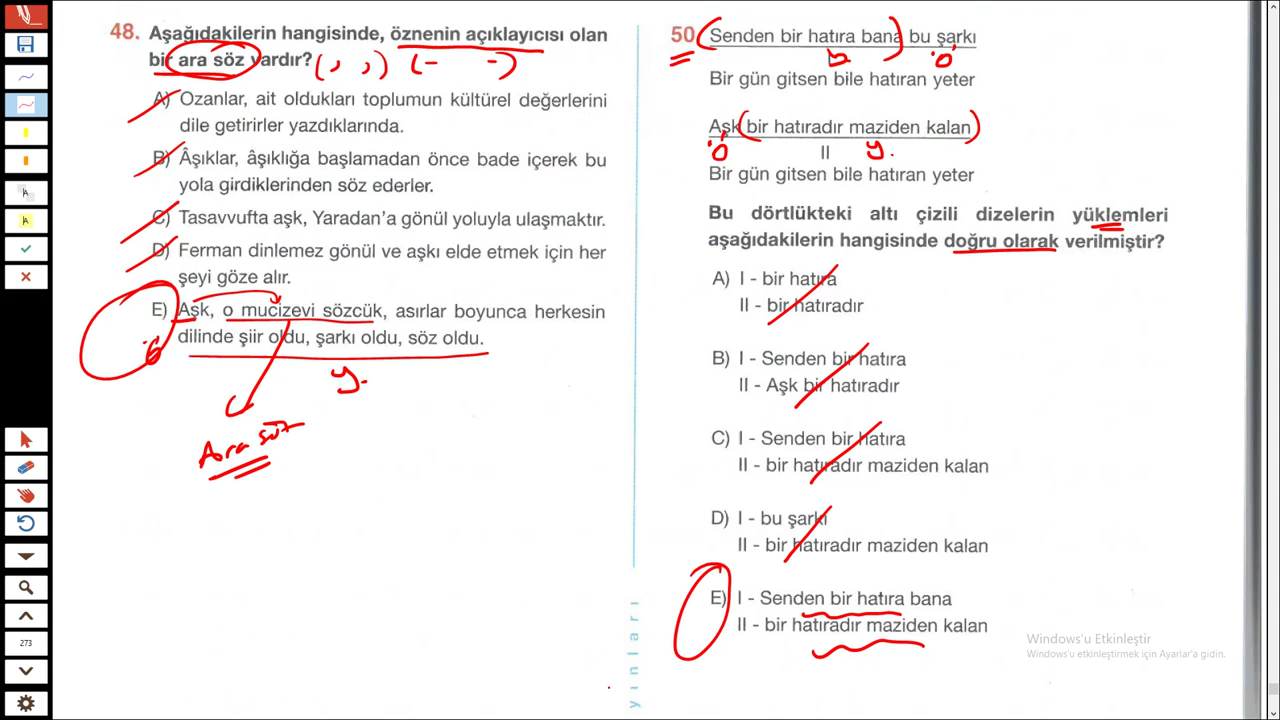 48. Aşağıdakilerin hangisinde, öznenin açıklayıcısı olan
bir ara söz vardır? (, ,) (- -)
A) Ozanlar, ait oldukları toplumun kültürel değerlerini
dile getirirler yazdıklarında.
B) Âşıklar, âşıklığa başlamadan önce bade içerek bu
yola girdiklerinden söz ederler.
C) Tasavvufta aşk, Yaradan'a gönül yoluyla ulaşmaktır.
D) Ferman dinlemez gönül ve aşkı elde etmek için her
şeyi göze alır.
E) Aşk, o mucizevi sözcük, asırlar boyunca herkesin
dilinde şiir oldu, şarkı oldu, söz oldu.
ö
y.
Ara söz
50 (Senden bir hatıra bana) bu şarkı
ö
Bir gün gitsen bile hatıran yeter
Aşk (bir hatıradır maziden kalan)
ö II y.
Bir gün gitsen bile hatıran yeter
Bu dörtlükteki altı çizili dizelerin yüklemleri
aşağıdakilerin hangisinde doğru olarak verilmiştir?
A) I - bir hatıra
II - bir hatıradır
B) I - Senden bir hatıra
II - Aşk bir hatıradır
C) I - Senden bir hatıra
II - bir hatıradır maziden kalan
D) I - bu şarkı
II - bir hatıradır maziden kalan
E) I - Senden bir hatıra bana
II - bir hatıradır maziden kalan
yınları
273
Windows'u Etkinleştir
Windows'u etkinleştirmek için Ayarlar'a gidin.